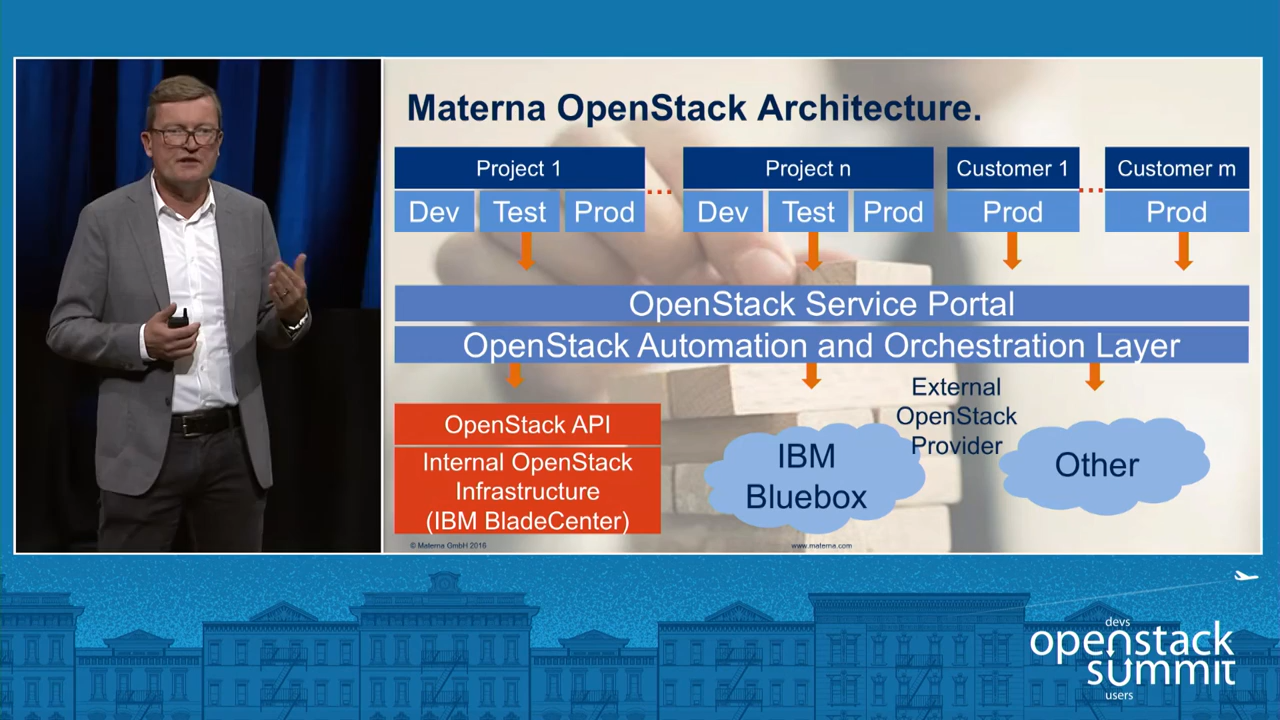 Materna OpenStack Architecture.
Project 1
Project n
Customer 1
Customer m
Dev
Test
Prod
Dev
Test
Prod
Prod
Prod
OpenStack Service Portal
OpenStack Automation and Orchestration Layer
External
OpenStack
Provider
OpenStack API
Internal OpenStack
Infrastructure
(IBM BladeCenter)
IBM
Bluebox
Other
© Materna GmbH 2016
www.materna.com
devs
openstack
summit
users